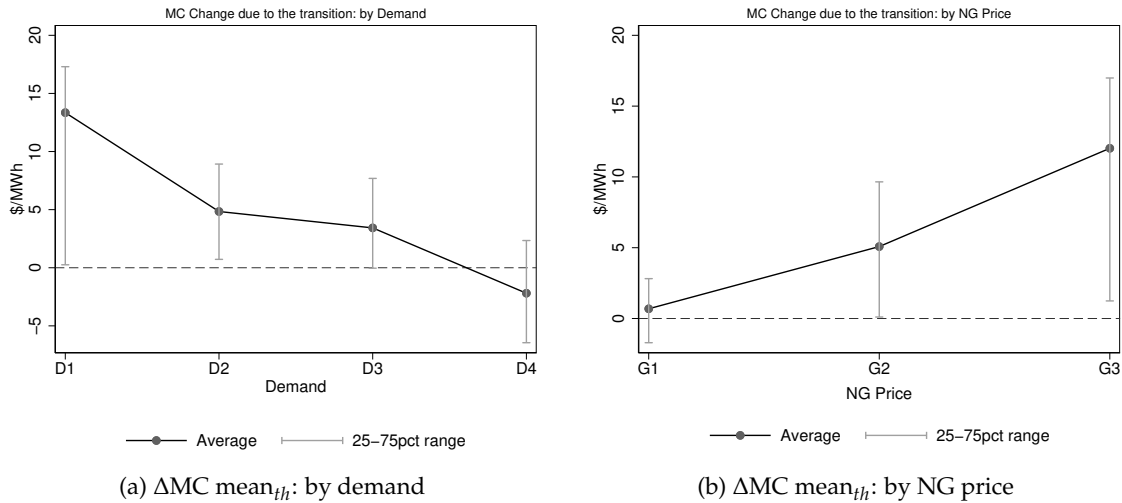 MC Change due to the transition: by Demand
20
15
10
5
0
−5
$/MWh
D1 D2 D3 D4
Demand
Average 25−75pct range
(a) ΔMC mean_th: by demand
MC Change due to the transition: by NG Price
20
15
10
5
0
$/MWh
G1 G2 G3
NG Price
Average 25−75pct range
(b) ΔMC mean_th: by NG price